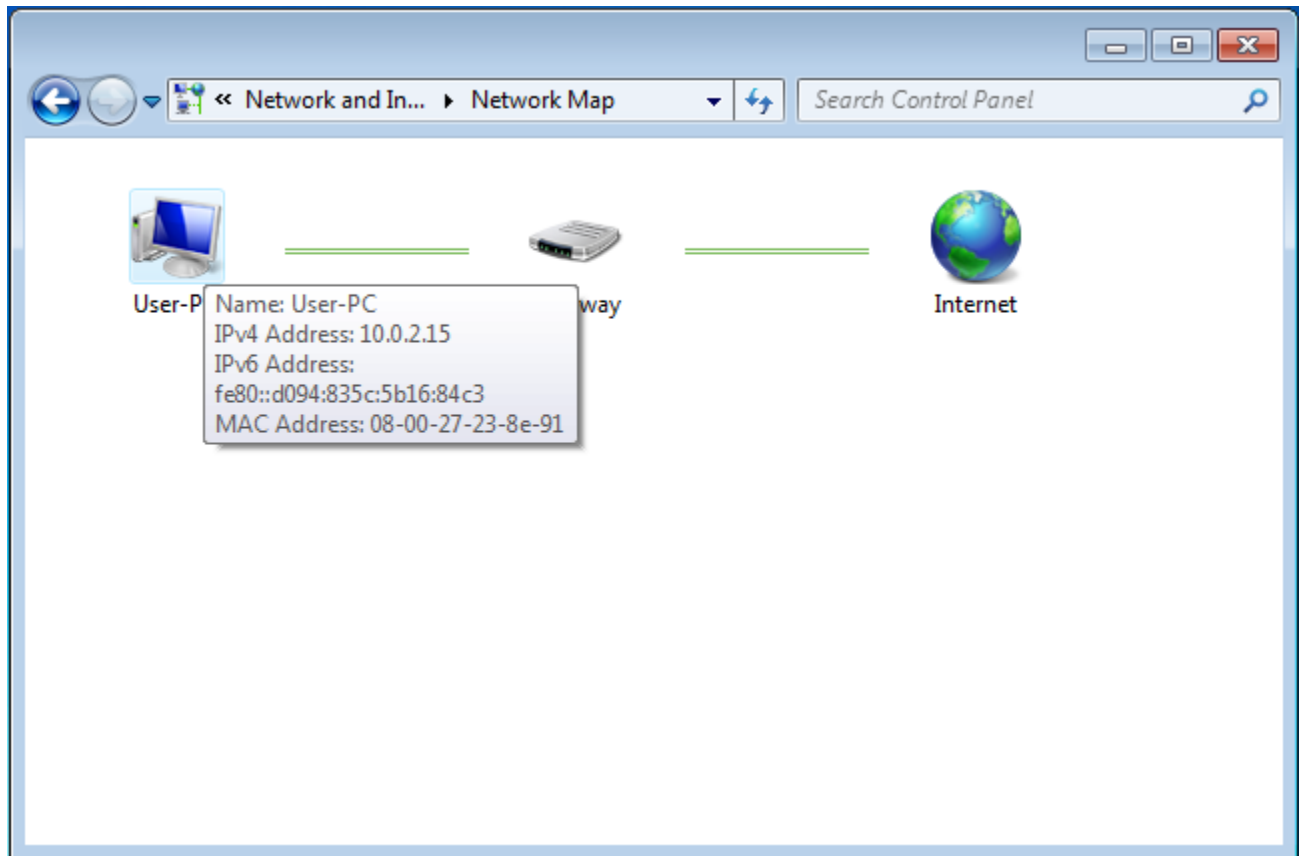 « Network and In... Network Map
Search Control Panel
User-P
way
Internet
Name: User-PC
IPv4 Address: 10.0.2.15
IPv6 Address:
fe80::d094:835c:5b16:84c3
MAC Address: 08-00-27-23-8e-91